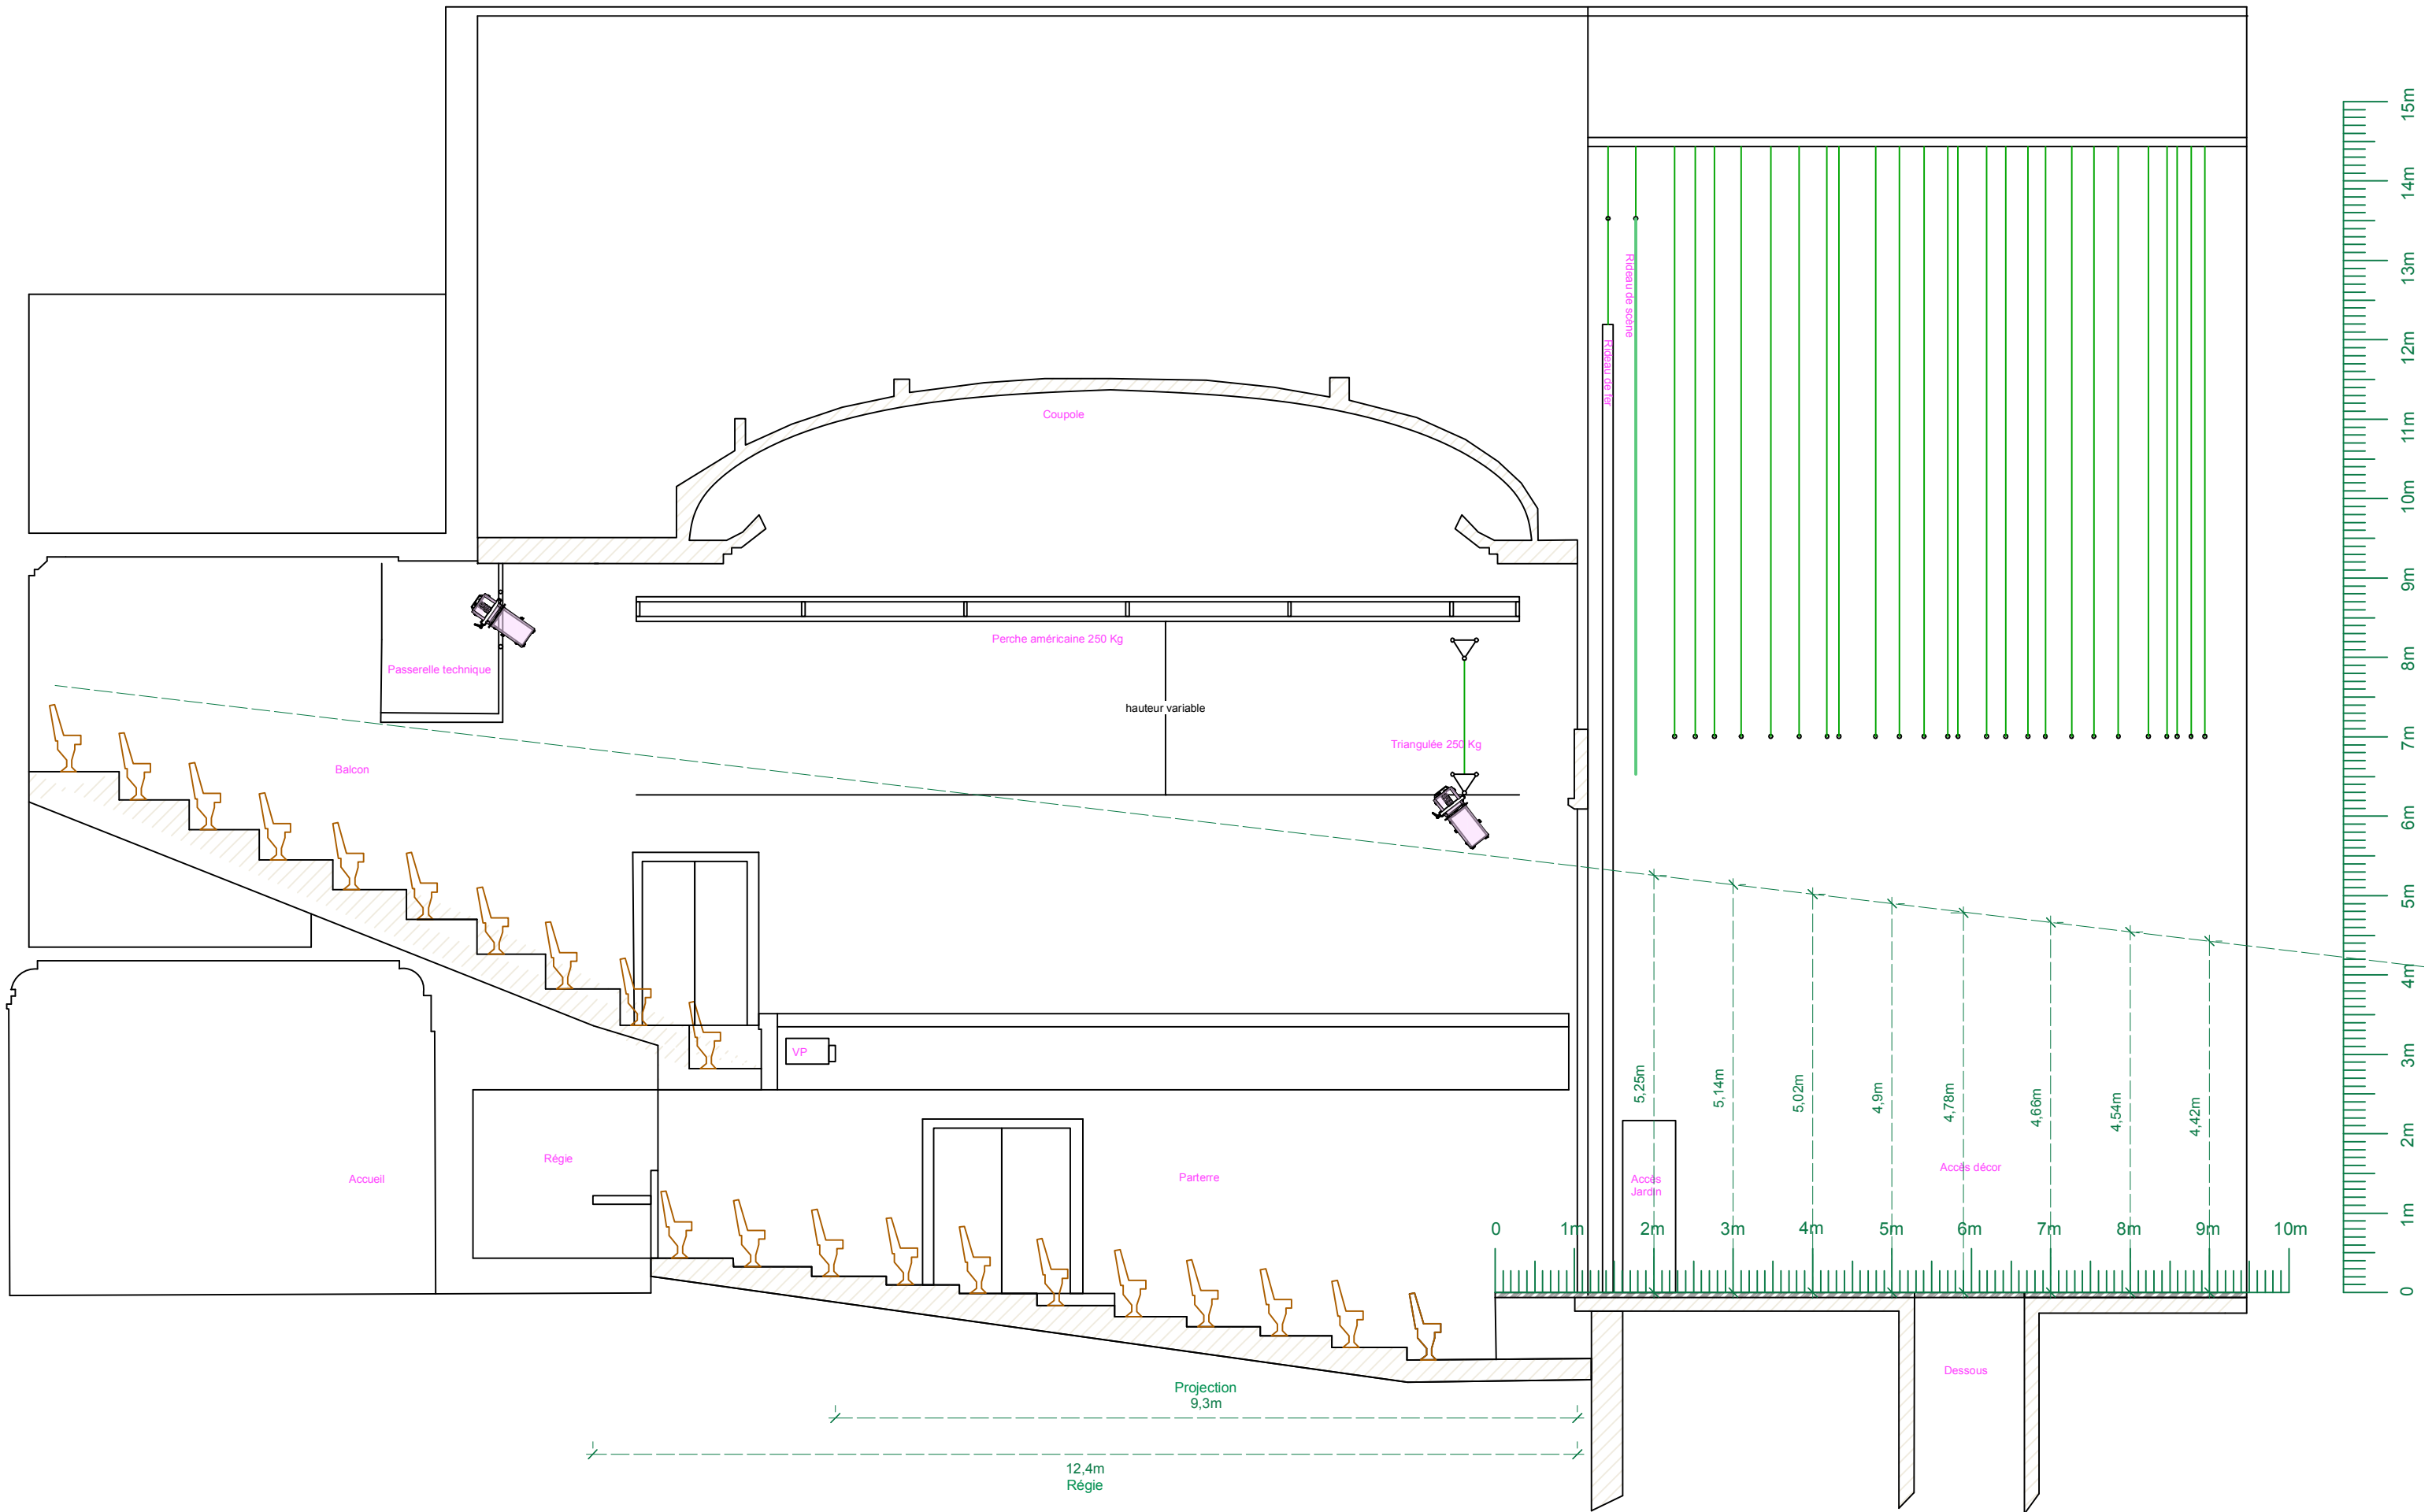 15m
14m
13m
12m
11m
10m
9m
8m
7m
6m
5m
4m
3m
2m
1m
0
Rideau de scène
Rideau de fer
Coupole
Perche américaine 250 Kg
Passerelle technique
hauteur variable
Triangulée 250 Kg
Balcon
VP
Régie
Accueil
Parterre
Accès
Jardin
Accès décor
5,25m
5,14m
5,02m
4,9m
4,78m
4,66m
4,54m
4,42m
0
1m
2m
3m
4m
5m
6m
7m
8m
9m
10m
Dessous
Projection
9,3m
12,4m
Régie